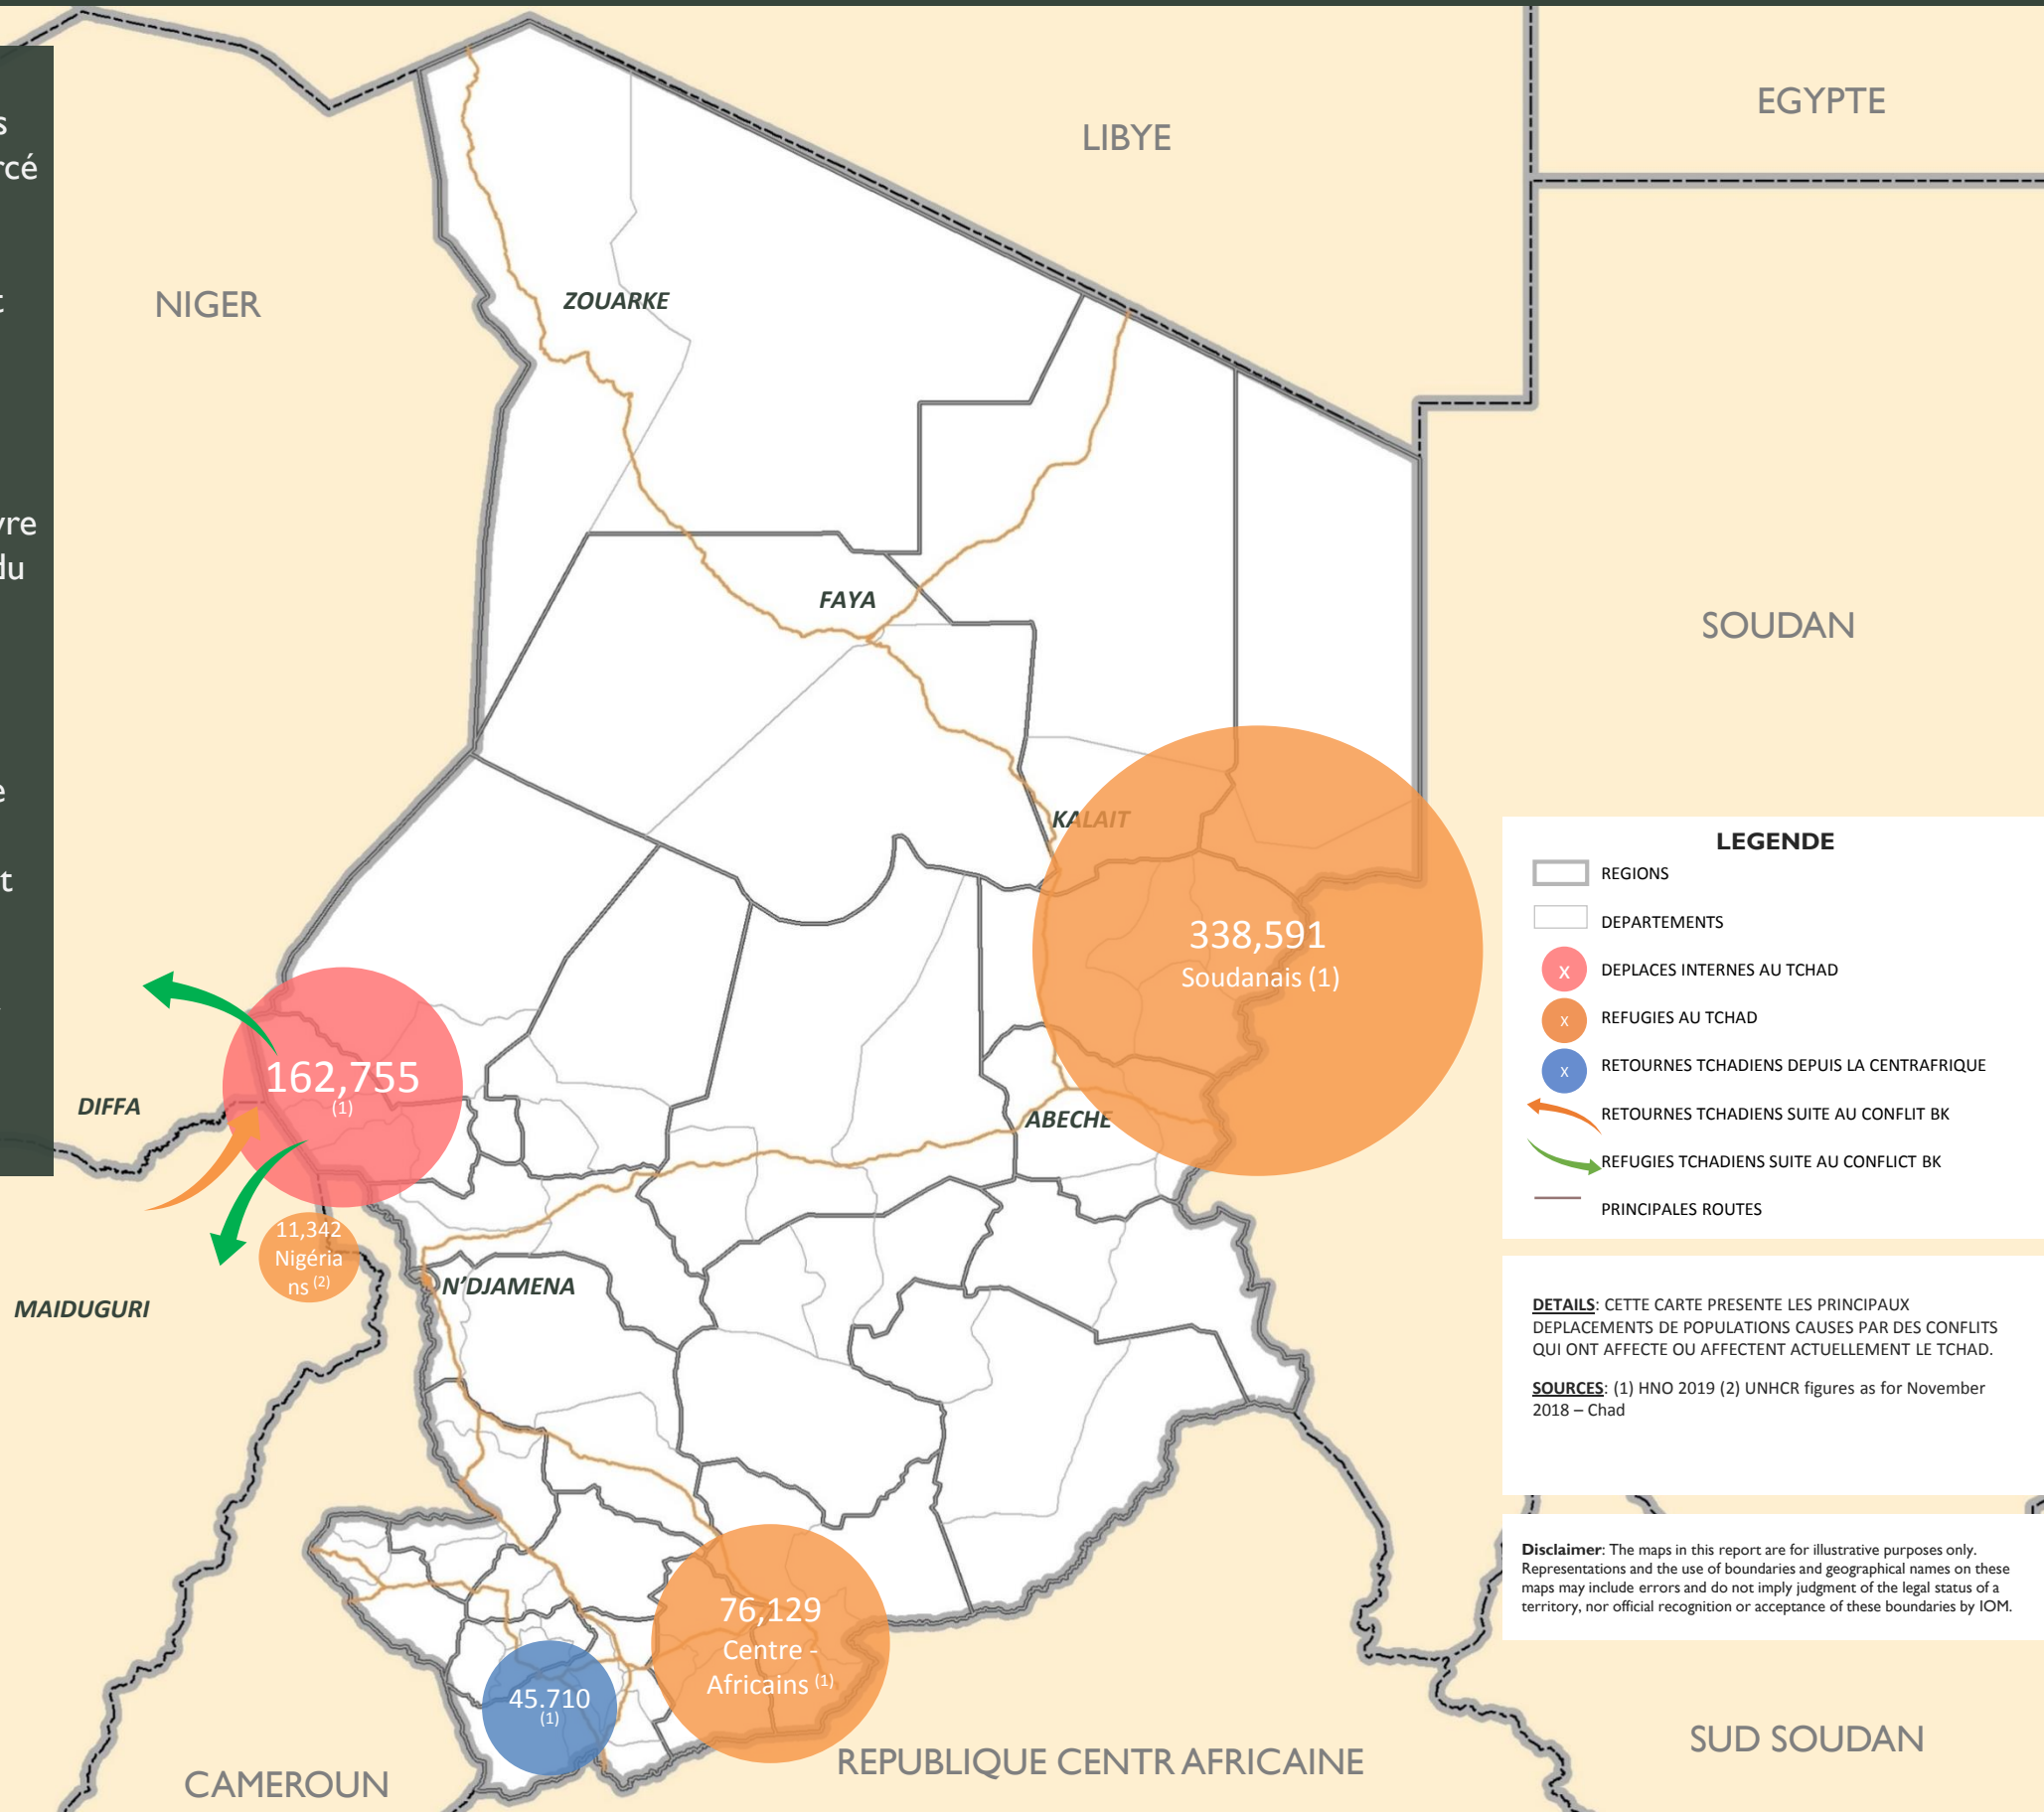 rcé
vre
du
LIBYE
EGYPTE
NIGER
ZOUARKE
FAYA
SOUDAN
KALAIT
338,591
Soudanais (1)
162,755
(1)
DIFFA
ABECHE
11,342
Nigéria
ns (2)
MAIDUGURI
N'DJAMENA
76,129
Centre -
Africains (1)
45.710
(1)
CAMEROUN
REPUBLIQUE CENTR AFRICAINE
SUD SOUDAN
LEGENDE
REGIONS
DEPARTEMENTS
X DEPLACES INTERNES AU TCHAD
X REFUGIES AU TCHAD
X RETOURNES TCHADIENS DEPUIS LA CENTRAFRIQUE
RETOURNES TCHADIENS SUITE AU CONFLIT BK
REFUGIES TCHADIENS SUITE AU CONFLICT BK
PRINCIPALES ROUTES
DETAILS: CETTE CARTE PRESENTE LES PRINCIPAUX
DEPLACEMENTS DE POPULATIONS CAUSES PAR DES CONFLITS
QUI ONT AFFECTE OU AFFECTENT ACTUELLEMENT LE TCHAD.
SOURCES: (1) HNO 2019 (2) UNHCR figures as for November
2018 – Chad
Disclaimer: The maps in this report are for illustrative purposes only.
Representations and the use of boundaries and geographical names on these
maps may include errors and do not imply judgment of the legal status of a
territory, nor official recognition or acceptance of these boundaries by IOM.